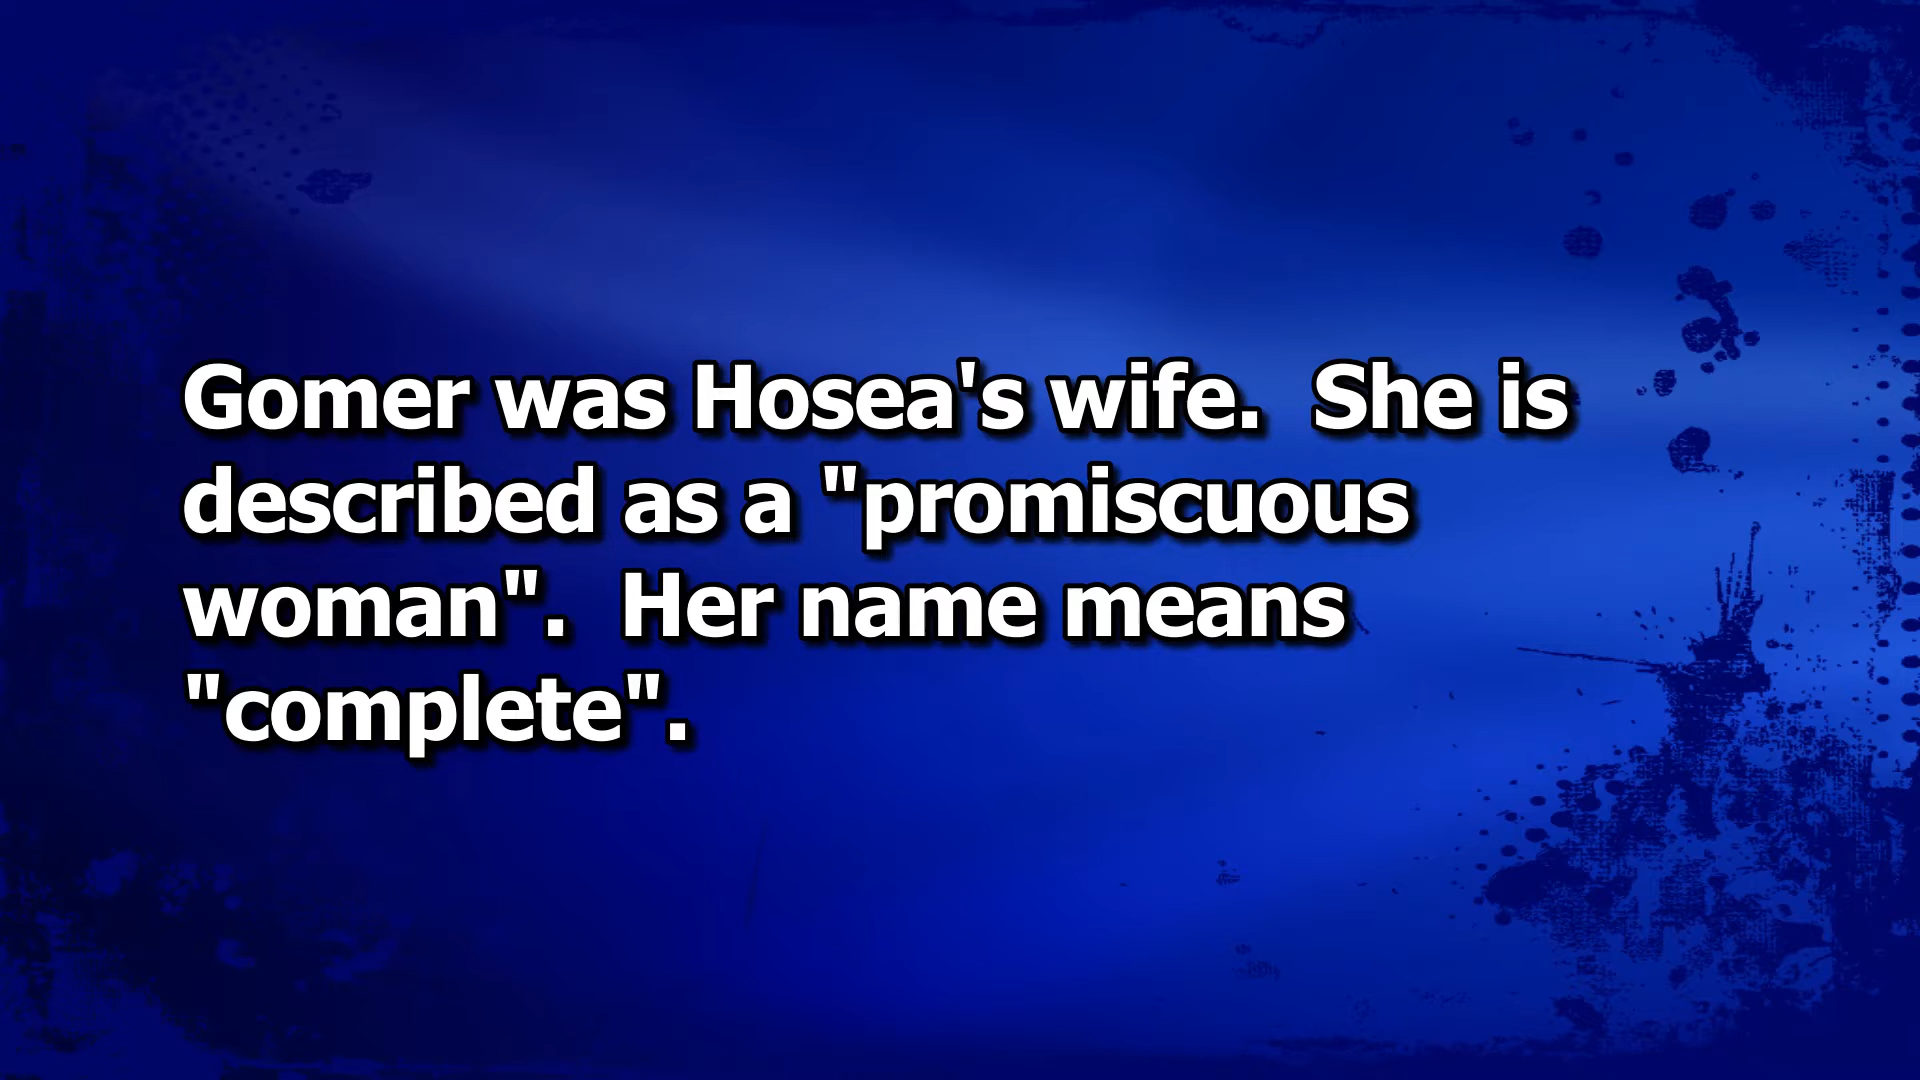 Gomer was Hosea's wife.  She is
described as a "promiscuous
woman".  Her name means
"complete".